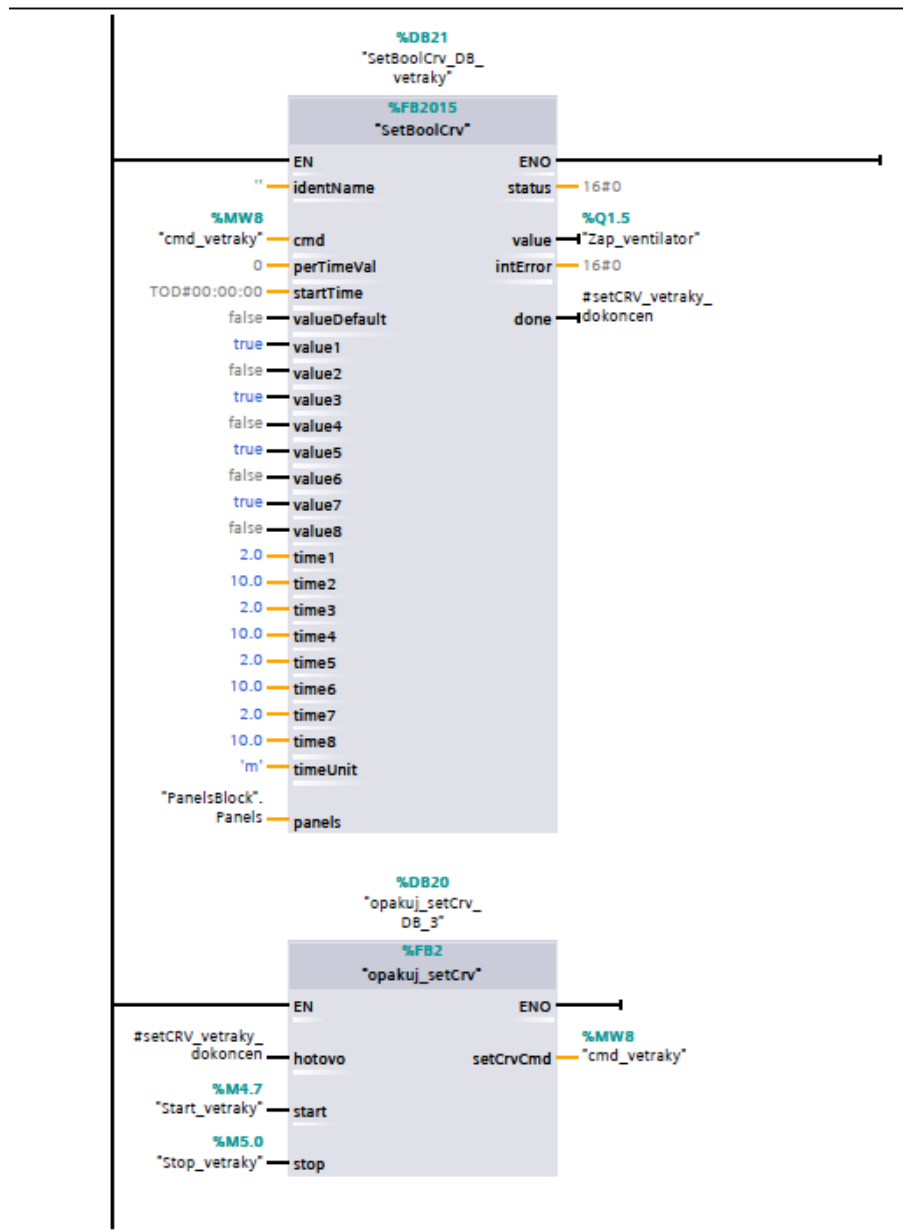 %DB21
"SetBoolCrv_DB_
vetraky"
%FB2015
"SetBoolCrv"
EN ENO
'' identName status 16#0
%MW8 %Q1.5
"cmd_vetraky" cmd value "Zap_ventilator"
0 perTimeVal intError 16#0
TOD#00:00:00 startTime
#setCRV_vetraky_
false valueDefault done dokoncen
true value1
false value2
true value3
false value4
true value5
false value6
true value7
false value8
2.0 time1
10.0 time2
2.0 time3
10.0 time4
2.0 time5
10.0 time6
2.0 time7
10.0 time8
'm' timeUnit
"PanelsBlock".
Panels panels
%DB20
"opakuj_setCrv_
DB_3"
%FB2
"opakuj_setCrv"
EN ENO
#setCRV_vetraky_ %MW8
dokoncen hotovo setCrvCmd "cmd_vetraky"
%M4.7
"Start_vetraky" start
%M5.0
"Stop_vetraky" stop